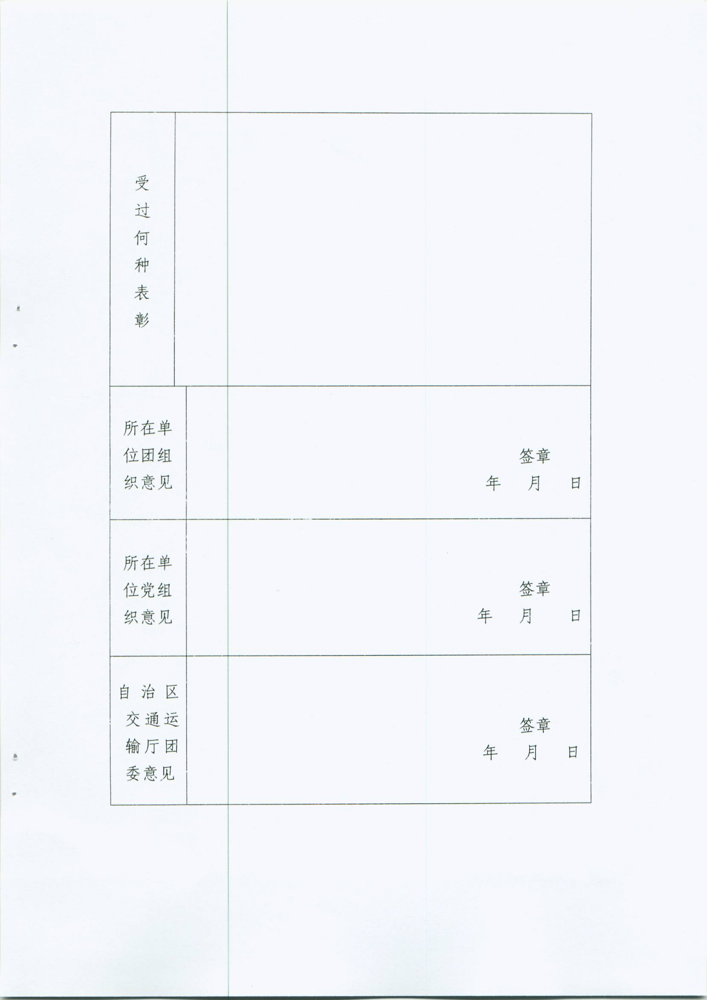 受
过
何
种
表
彰
所在单
位团组
织意见
签章
年 月 日
所在单
位党组
织意见
签章
年 月 日
自治区
交通运
输厅团
委意见
签章
年 月 日